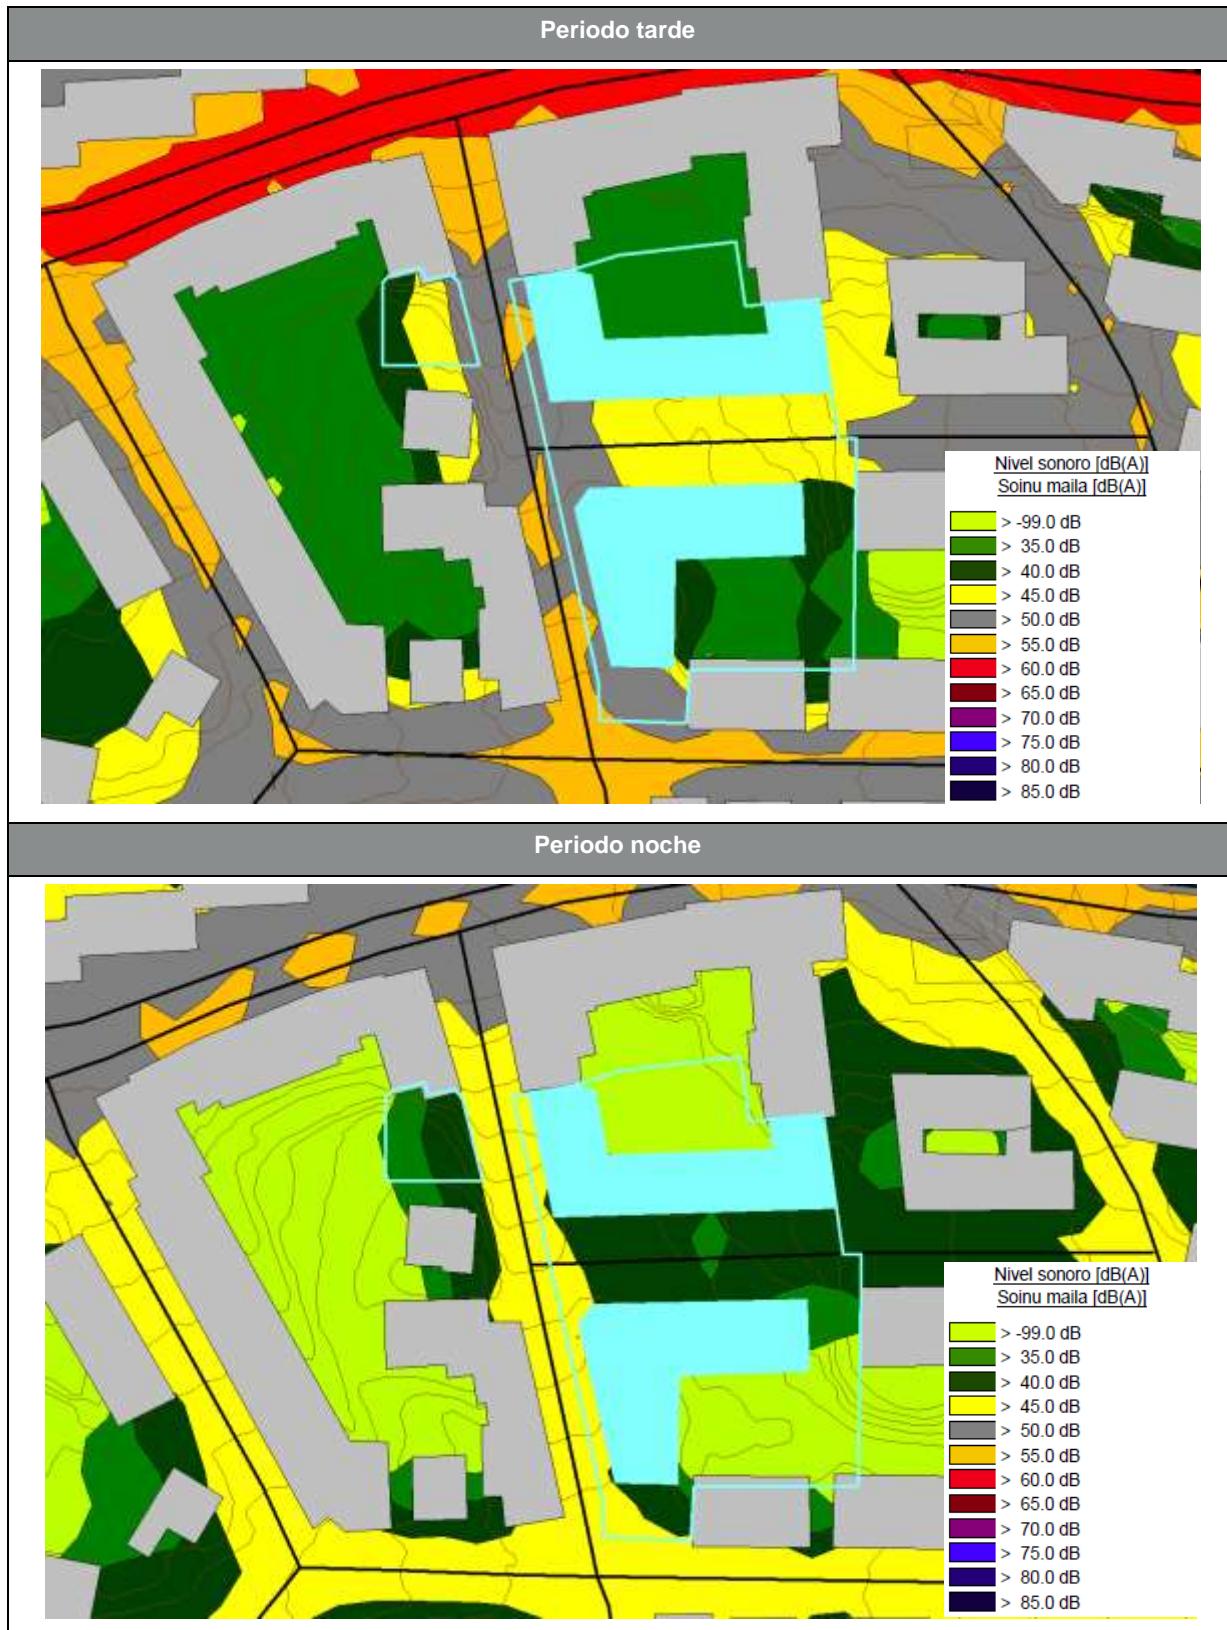 Periodo tarde
Nivel sonoro [dB(A)]
Soinu maila [dB(A)]
> -99.0 dB
> 35.0 dB
> 40.0 dB
> 45.0 dB
> 50.0 dB
> 55.0 dB
> 60.0 dB
> 65.0 dB
> 70.0 dB
> 75.0 dB
> 80.0 dB
> 85.0 dB
Periodo noche
Nivel sonoro [dB(A)]
Soinu maila [dB(A)]
> -99.0 dB
> 35.0 dB
> 40.0 dB
> 45.0 dB
> 50.0 dB
> 55.0 dB
> 60.0 dB
> 65.0 dB
> 70.0 dB
> 75.0 dB
> 80.0 dB
> 85.0 dB